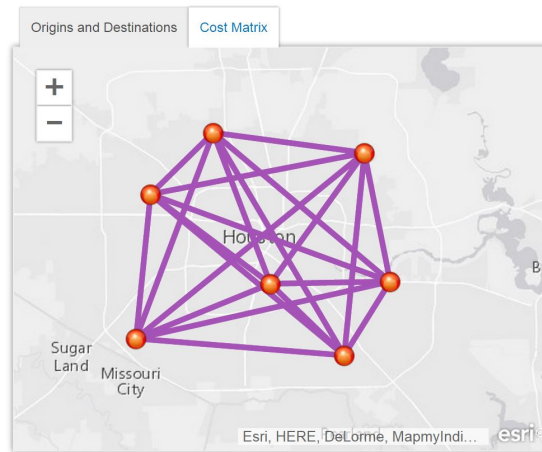 Origins and Destinations
Cost Matrix
+
−
Houston
B
Sugar
Land
Missouri
City
Esri, HERE, DeLorme, MapmyIndi...
esri